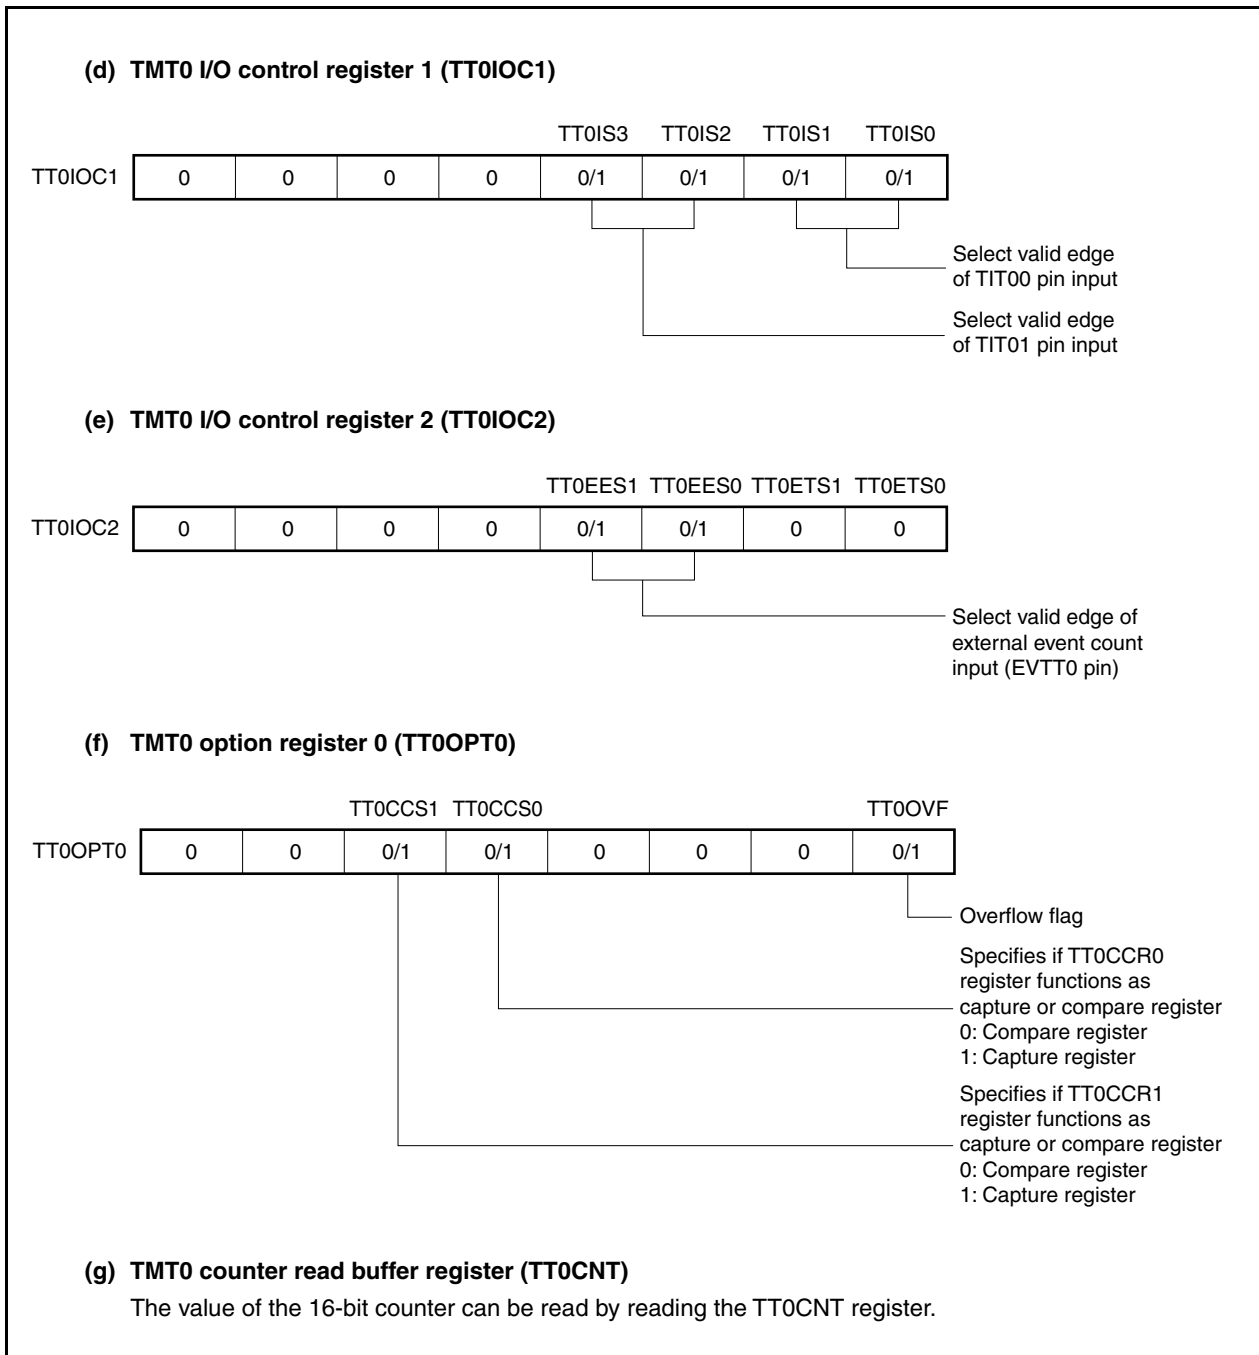 (d) TMT0 I/O control register 1 (TT0IOC1)
TT0IS3 TT0IS2 TT0IS1 TT0IS0
TT0IOC1 0 0 0 0 0/1 0/1 0/1 0/1
Select valid edge
of TIT00 pin input
Select valid edge
of TIT01 pin input
(e) TMT0 I/O control register 2 (TT0IOC2)
TT0EES1 TT0EES0 TT0ETS1 TT0ETS0
TT0IOC2 0 0 0 0 0/1 0/1 0 0
Select valid edge of
external event count
input (EVTT0 pin)
(f) TMT0 option register 0 (TT0OPT0)
TT0CCS1 TT0CCS0 TT0OVF
TT0OPT0 0 0 0/1 0/1 0 0 0 0/1
Overflow flag
Specifies if TT0CCR0
register functions as
capture or compare register
0: Compare register
1: Capture register
Specifies if TT0CCR1
register functions as
capture or compare register
0: Compare register
1: Capture register
(g) TMT0 counter read buffer register (TT0CNT)
The value of the 16-bit counter can be read by reading the TT0CNT register.